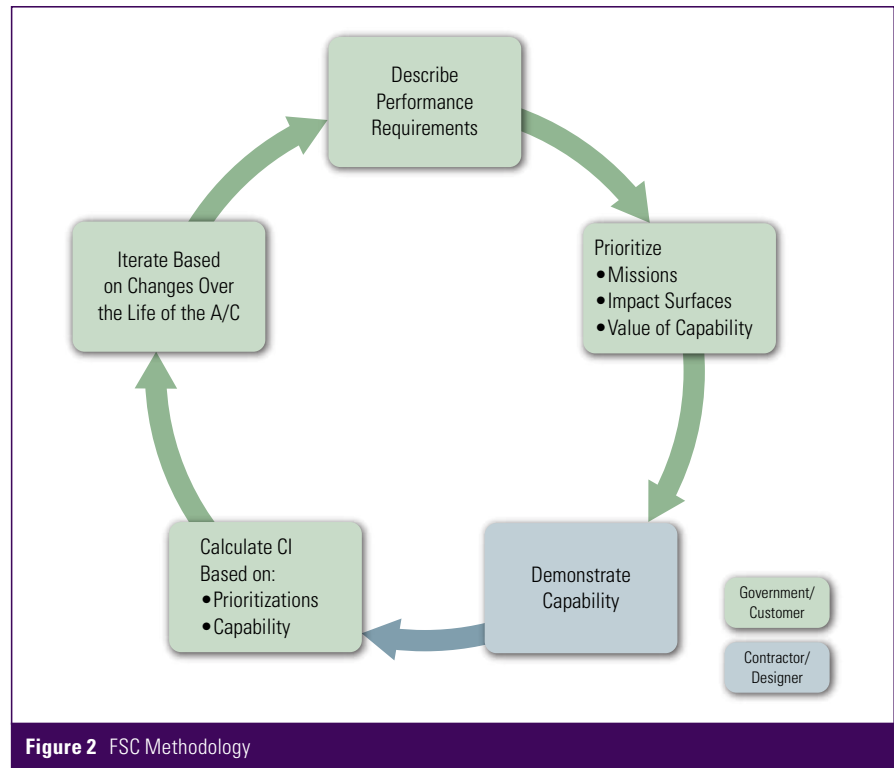 Describe
Performance
Requirements
Prioritize
•Missions
•Impact Surfaces
•Value of Capability
Iterate Based
on Changes Over
the Life of the A/C
Calculate CI
Based on:
•Prioritizations
•Capability
Demonstrate
Capability
Government/
Customer
Contractor/
Designer
Figure 2 FSC Methodology